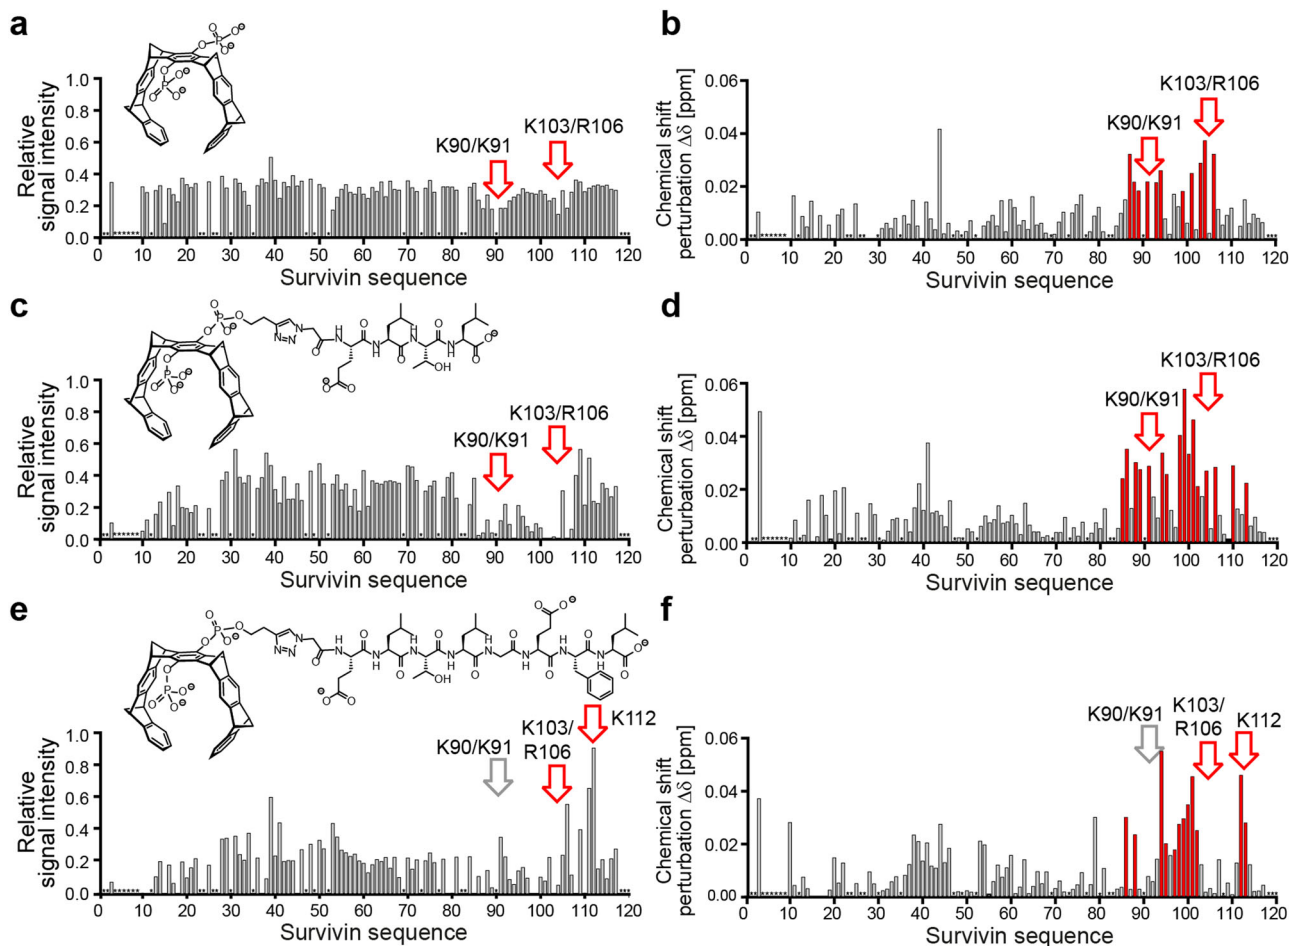 a
b
Relative
signal intensity
1.0
0.8
0.6
0.4
0.2
0.0
K90/K91
K103/R106
0 10 20 30 40 50 60 70 80 90 100 110 120
Survivin sequence
Chemical shift
perturbation Δδ [ppm]
0.06
0.04
0.02
0.00
K90/K91
K103/R106
0 10 20 30 40 50 60 70 80 90 100 110 120
Survivin sequence
c
d
Relative
signal intensity
1.0
0.8
0.6
0.4
0.2
0.0
K90/K91
K103/R106
0 10 20 30 40 50 60 70 80 90 100 110 120
Survivin sequence
Chemical shift
perturbation Δδ [ppm]
0.06
0.04
0.02
0.00
K90/K91
K103/R106
0 10 20 30 40 50 60 70 80 90 100 110 120
Survivin sequence
e
f
Relative
signal intensity
1.0
0.8
0.6
0.4
0.2
0.0
K90/K91
K103/
R106
K112
0 10 20 30 40 50 60 70 80 90 100 110 120
Survivin sequence
Chemical shift
perturbation Δδ [ppm]
0.06
0.04
0.02
0.00
K90/K91
K103/
R106
K112
0 10 20 30 40 50 60 70 80 90 100 110 120
Survivin sequence